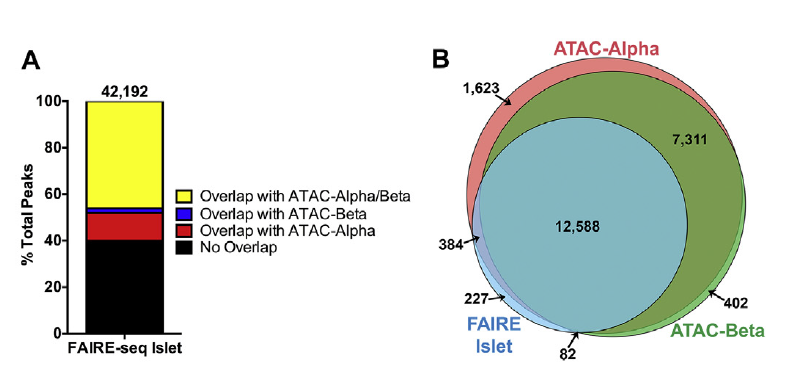 A
42,192
100
80
60
40
20
0
% Total Peaks
FAIRE-seq Islet
Overlap with ATAC-Alpha/Beta
Overlap with ATAC-Beta
Overlap with ATAC-Alpha
No Overlap
B
ATAC-Alpha
1,623
7,311
12,588
384
227
402
FAIRE
Islet
ATAC-Beta
82